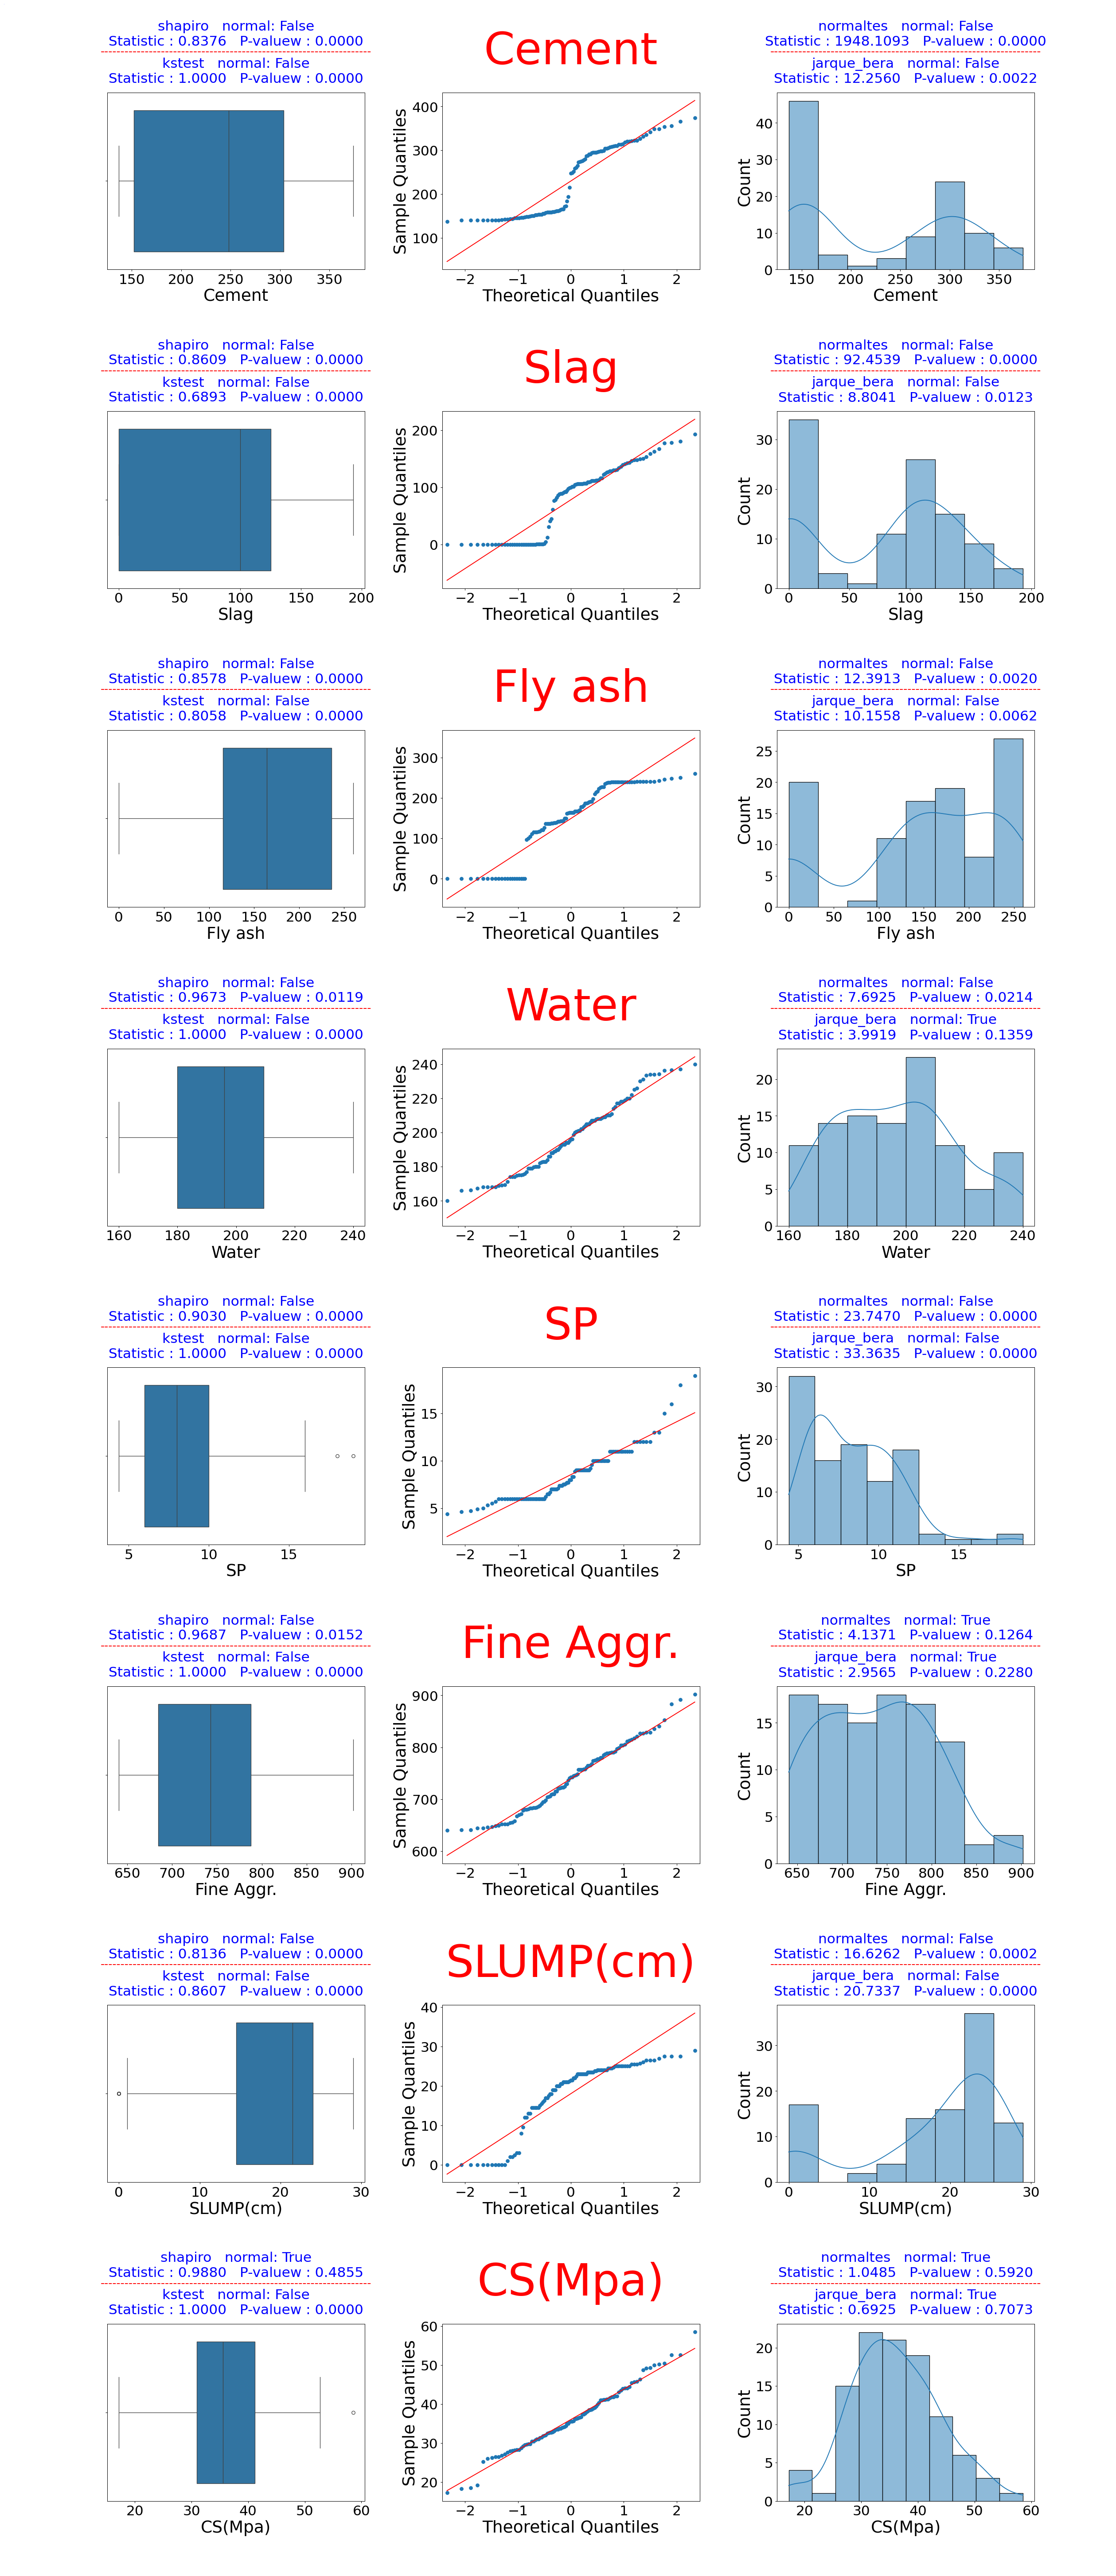 shapiro   normal: False
Statistic : 0.8376   P-valuew : 0.0000
kstest   normal: False
Statistic : 1.0000   P-valuew : 0.0000
Cement
normaltes   normal: False
Statistic : 1948.1093   P-valuew : 0.0000
jarque_bera   normal: False
Statistic : 12.2560   P-valuew : 0.0022
150 200 250 300 350
Cement
Sample Quantiles
400
300
200
100
−2 −1 0 1 2
Theoretical Quantiles
Count
40
30
20
10
0
150 200 250 300 350
Cement
shapiro   normal: False
Statistic : 0.8609   P-valuew : 0.0000
kstest   normal: False
Statistic : 0.6893   P-valuew : 0.0000
Slag
normaltes   normal: False
Statistic : 92.4539   P-valuew : 0.0000
jarque_bera   normal: False
Statistic : 8.8041   P-valuew : 0.0123
0 50 100 150 200
Slag
Sample Quantiles
200
100
0
−2 −1 0 1 2
Theoretical Quantiles
Count
30
20
10
0
0 50 100 150 200
Slag
shapiro   normal: False
Statistic : 0.8578   P-valuew : 0.0000
kstest   normal: False
Statistic : 0.8058   P-valuew : 0.0000
Fly ash
normaltes   normal: False
Statistic : 12.3913   P-valuew : 0.0020
jarque_bera   normal: False
Statistic : 10.1558   P-valuew : 0.0062
0 50 100 150 200 250
Fly ash
Sample Quantiles
300
200
100
0
−2 −1 0 1 2
Theoretical Quantiles
Count
25
20
15
10
5
0
0 50 100 150 200 250
Fly ash
shapiro   normal: False
Statistic : 0.9673   P-valuew : 0.0119
kstest   normal: False
Statistic : 1.0000   P-valuew : 0.0000
Water
normaltes   normal: False
Statistic : 7.6925   P-valuew : 0.0214
jarque_bera   normal: True
Statistic : 3.9919   P-valuew : 0.1359
160 180 200 220 240
Water
Sample Quantiles
240
220
200
180
160
−2 −1 0 1 2
Theoretical Quantiles
Count
20
15
10
5
0
160 180 200 220 240
Water
shapiro   normal: False
Statistic : 0.9030   P-valuew : 0.0000
kstest   normal: False
Statistic : 1.0000   P-valuew : 0.0000
SP
normaltes   normal: False
Statistic : 23.7470   P-valuew : 0.0000
jarque_bera   normal: False
Statistic : 33.3635   P-valuew : 0.0000
5 10 15
SP
Sample Quantiles
15
10
5
−2 −1 0 1 2
Theoretical Quantiles
Count
30
20
10
0
5 10 15
SP
shapiro   normal: False
Statistic : 0.9687   P-valuew : 0.0152
kstest   normal: False
Statistic : 1.0000   P-valuew : 0.0000
Fine Aggr.
normaltes   normal: True
Statistic : 4.1371   P-valuew : 0.1264
jarque_bera   normal: True
Statistic : 2.9565   P-valuew : 0.2280
650 700 750 800 850 900
Fine Aggr.
Sample Quantiles
900
800
700
600
−2 −1 0 1 2
Theoretical Quantiles
Count
15
10
5
0
650 700 750 800 850 900
Fine Aggr.
shapiro   normal: False
Statistic : 0.8136   P-valuew : 0.0000
kstest   normal: False
Statistic : 0.8607   P-valuew : 0.0000
SLUMP(cm)
normaltes   normal: False
Statistic : 16.6262   P-valuew : 0.0002
jarque_bera   normal: False
Statistic : 20.7337   P-valuew : 0.0000
0 10 20 30
SLUMP(cm)
Sample Quantiles
40
30
20
10
0
−2 −1 0 1 2
Theoretical Quantiles
Count
30
20
10
0
0 10 20 30
SLUMP(cm)
shapiro   normal: True
Statistic : 0.9880   P-valuew : 0.4855
kstest   normal: False
Statistic : 1.0000   P-valuew : 0.0000
CS(Mpa)
normaltes   normal: True
Statistic : 1.0485   P-valuew : 0.5920
jarque_bera   normal: True
Statistic : 0.6925   P-valuew : 0.7073
20 30 40 50 60
CS(Mpa)
Sample Quantiles
60
50
40
30
20
−2 −1 0 1 2
Theoretical Quantiles
Count
20
15
10
5
0
20 30 40 50 60
CS(Mpa)